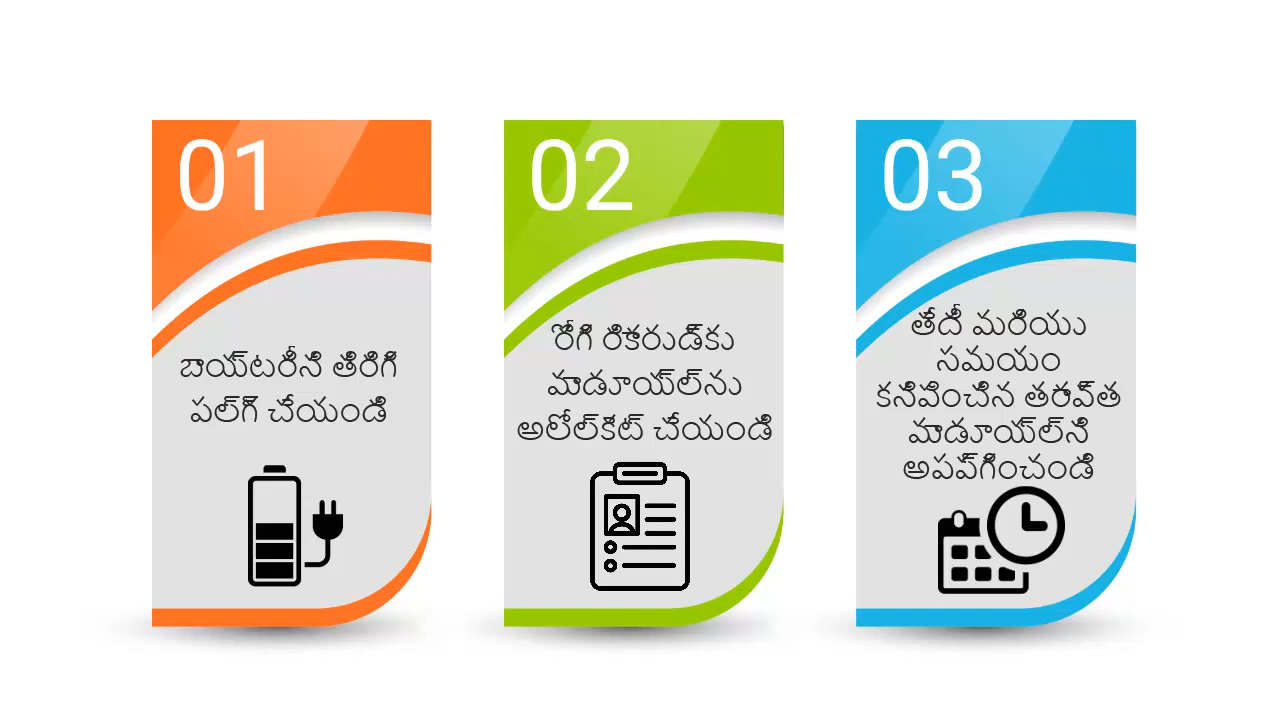 01
బ్యాటరీని తిరిగి
ప్లగ్ చేయండి
02
రోగి రికార్డుకు
మాడ్యూల్‌ను
అలోకేట్ చేయండి
03
తేదీ మరియు
సమయం
కనిపించిన తర్వాత
మాడ్యూల్‌ని
అప్పగించండి